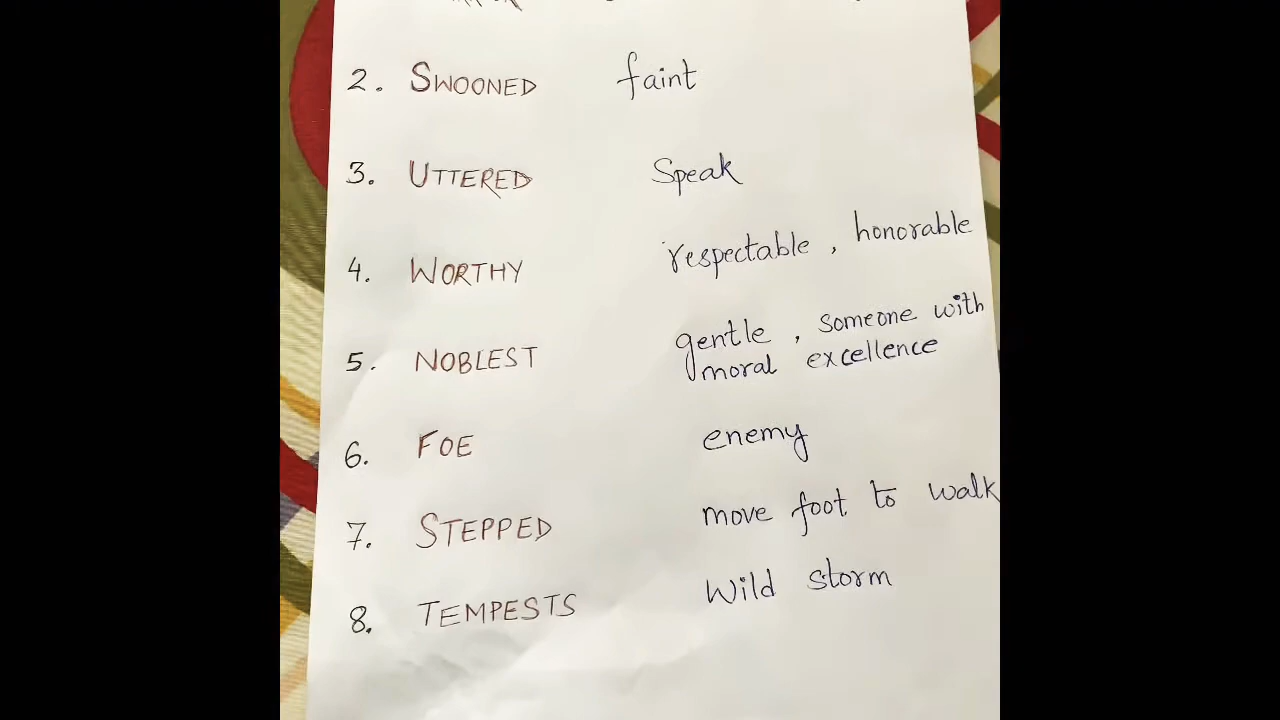 2. SWOONED faint
3. UTTERED Speak
4. WORTHY respectable, honorable
5. NOBLEST gentle, someone with
moral excellence
6. FOE enemy
7. STEPPED move foot to walk
8. TEMPESTS Wild storm